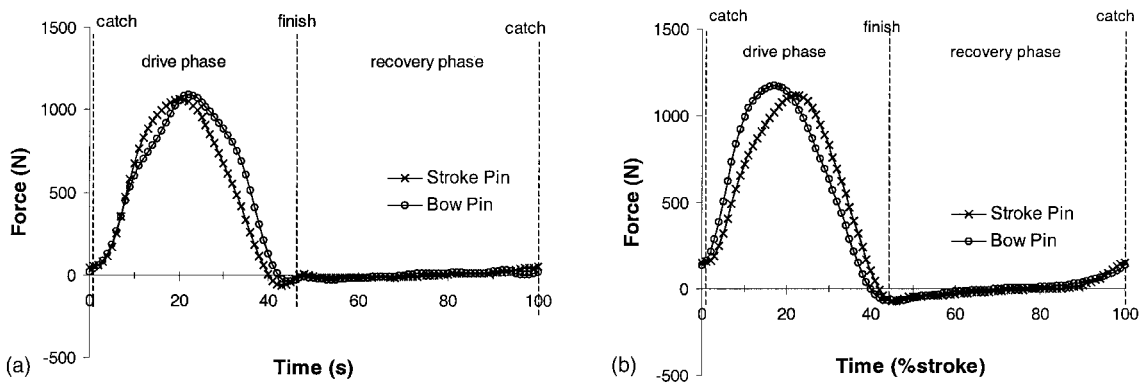 catch
finish
catch
1500
drive phase
recovery phase
1000
Force (N)
500
Stroke Pin
Bow Pin
0
0
20
40
60
80
100
-500
(a)
Time (s)
catch
finish
catch
1500
drive phase
recovery phase
1000
Force (N)
500
Stroke Pin
Bow Pin
0
0
20
40
60
80
100
-500
(b)
Time (%stroke)